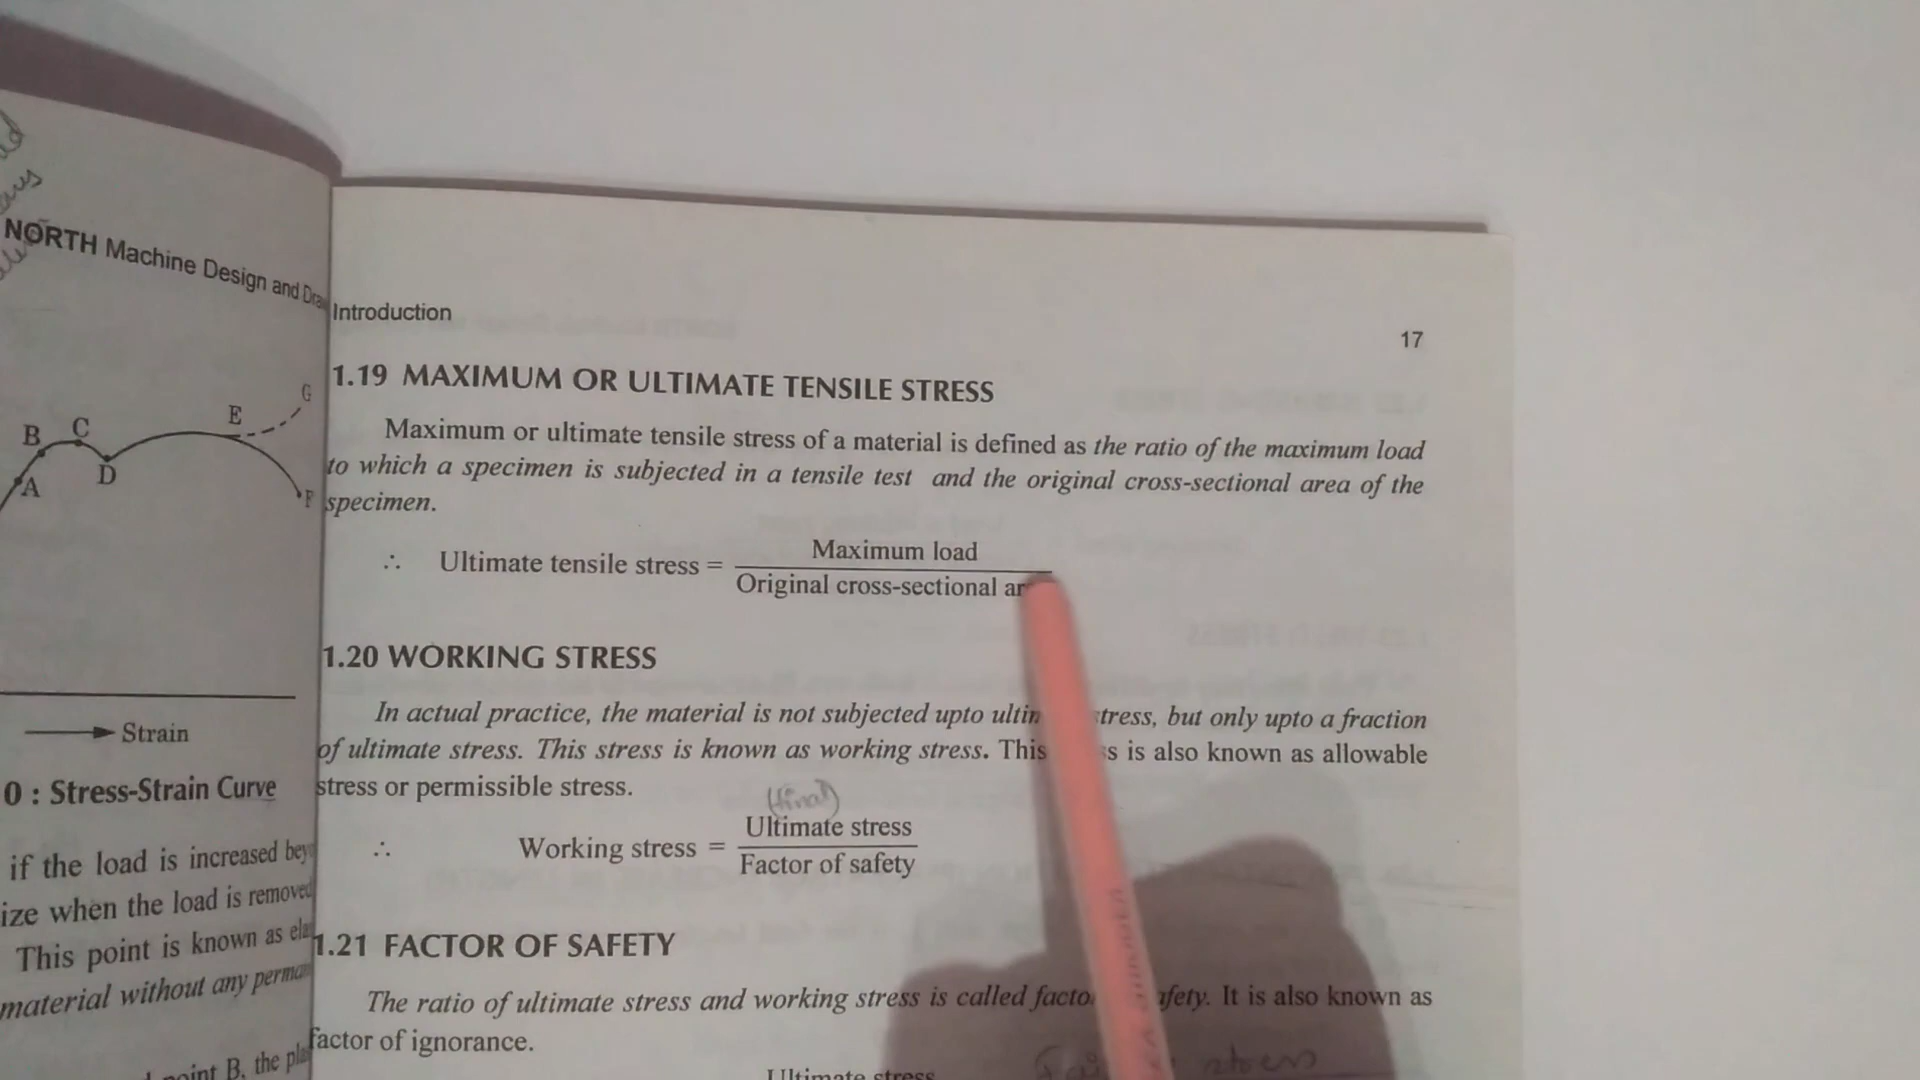 NORTH Machine Design and
B C E G
A D F
Strain
0 : Stress-Strain Curve
if the load is increased
ize when the load is removed
This point is known as
material without any
point B, the
Introduction
17
1.19 MAXIMUM OR ULTIMATE TENSILE STRESS
Maximum or ultimate tensile stress of a material is defined as the ratio of the maximum load
to which a specimen is subjected in a tensile test and the original cross-sectional area of the
specimen.
∴ Ultimate tensile stress = Maximum load
Original cross-sectional
1.20 WORKING STRESS
In actual practice, the material is not subjected upto stress, but only upto a fraction
of ultimate stress. This stress is known as working stress. This is also known as allowable
stress or permissible stress.
(final)
∴ Working stress = Ultimate stress
Factor of safety
1.21 FACTOR OF SAFETY
The ratio of ultimate stress and working stress is called It is also known as
factor of ignorance.
Ultimate stress
stress